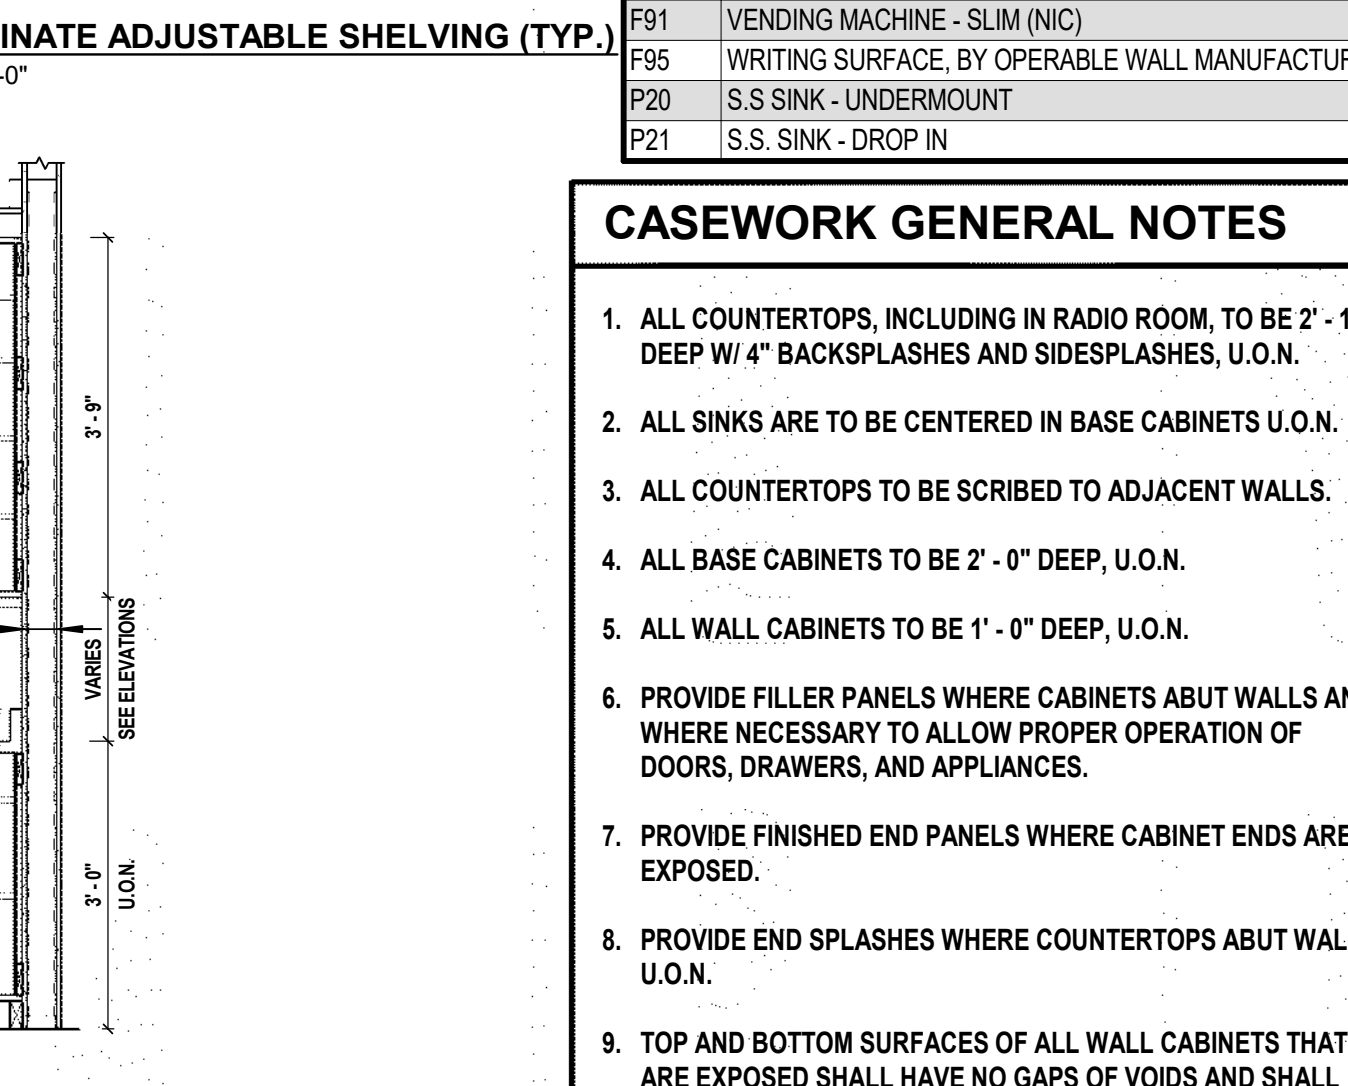 INATE ADJUSTABLE SHELVING (TYP.)
-0"
F91 VENDING MACHINE - SLIM (NIC)
F95 WRITING SURFACE, BY OPERABLE WALL
P20 S.S SINK - UNDERMOUNT
P21 S.S. SINK - DROP IN
3' - 9"
VARIES
SEE ELEVATIONS
3' - 0"
U.O.N.
CASEWORK GENERAL NOTES
1. ALL COUNTERTOPS, INCLUDING IN RADIO ROOM, TO BE 2' - 1
DEEP W/ 4" BACKSPLASHES AND SIDESPLASHES, U.O.N.
2. ALL SINKS ARE TO BE CENTERED IN BASE CABINETS U.O.N.
3. ALL COUNTERTOPS TO BE SCRIBED TO ADJACENT WALLS.
4. ALL BASE CABINETS TO BE 2' - 0" DEEP, U.O.N.
5. ALL WALL CABINETS TO BE 1' - 0" DEEP, U.O.N.
6. PROVIDE FILLER PANELS WHERE CABINETS ABUT WALLS
WHERE NECESSARY TO ALLOW PROPER OPERATION OF
DOORS, DRAWERS, AND APPLIANCES.
7. PROVIDE FINISHED END PANELS WHERE CABINET ENDS ARE
EXPOSED.
8. PROVIDE END SPLASHES WHERE COUNTERTOPS ABUT
U.O.N.
9. TOP AND BOTTOM SURFACES OF ALL WALL CABINETS THAT
ARE EXPOSED SHALL HAVE NO GAPS OF VOIDS AND SHALL